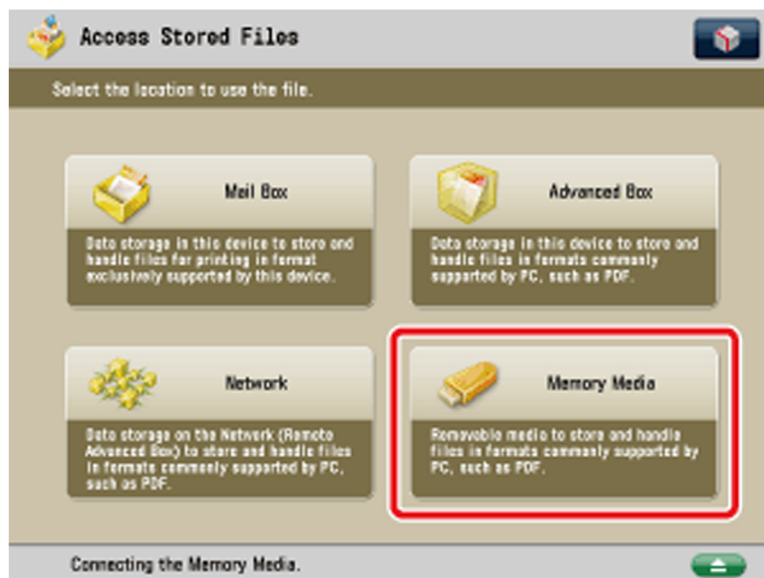 Access Stored Files
Select the location to use the file.
Mail Box
Data storage in this device to store and
handle files for printing in format
exclusively supported by this device.
Advanced Box
Data storage in this device to store and
handle files in formats commonly
supported by PC, such as PDF.
Network
Data storage on the Network (Remote
Advanced Box) to store and handle files
in formats commonly supported by PC,
such as PDF.
Memory Media
Removable media to store and handle
files in formats commonly supported by
PC, such as PDF.
Connecting the Memory Media.